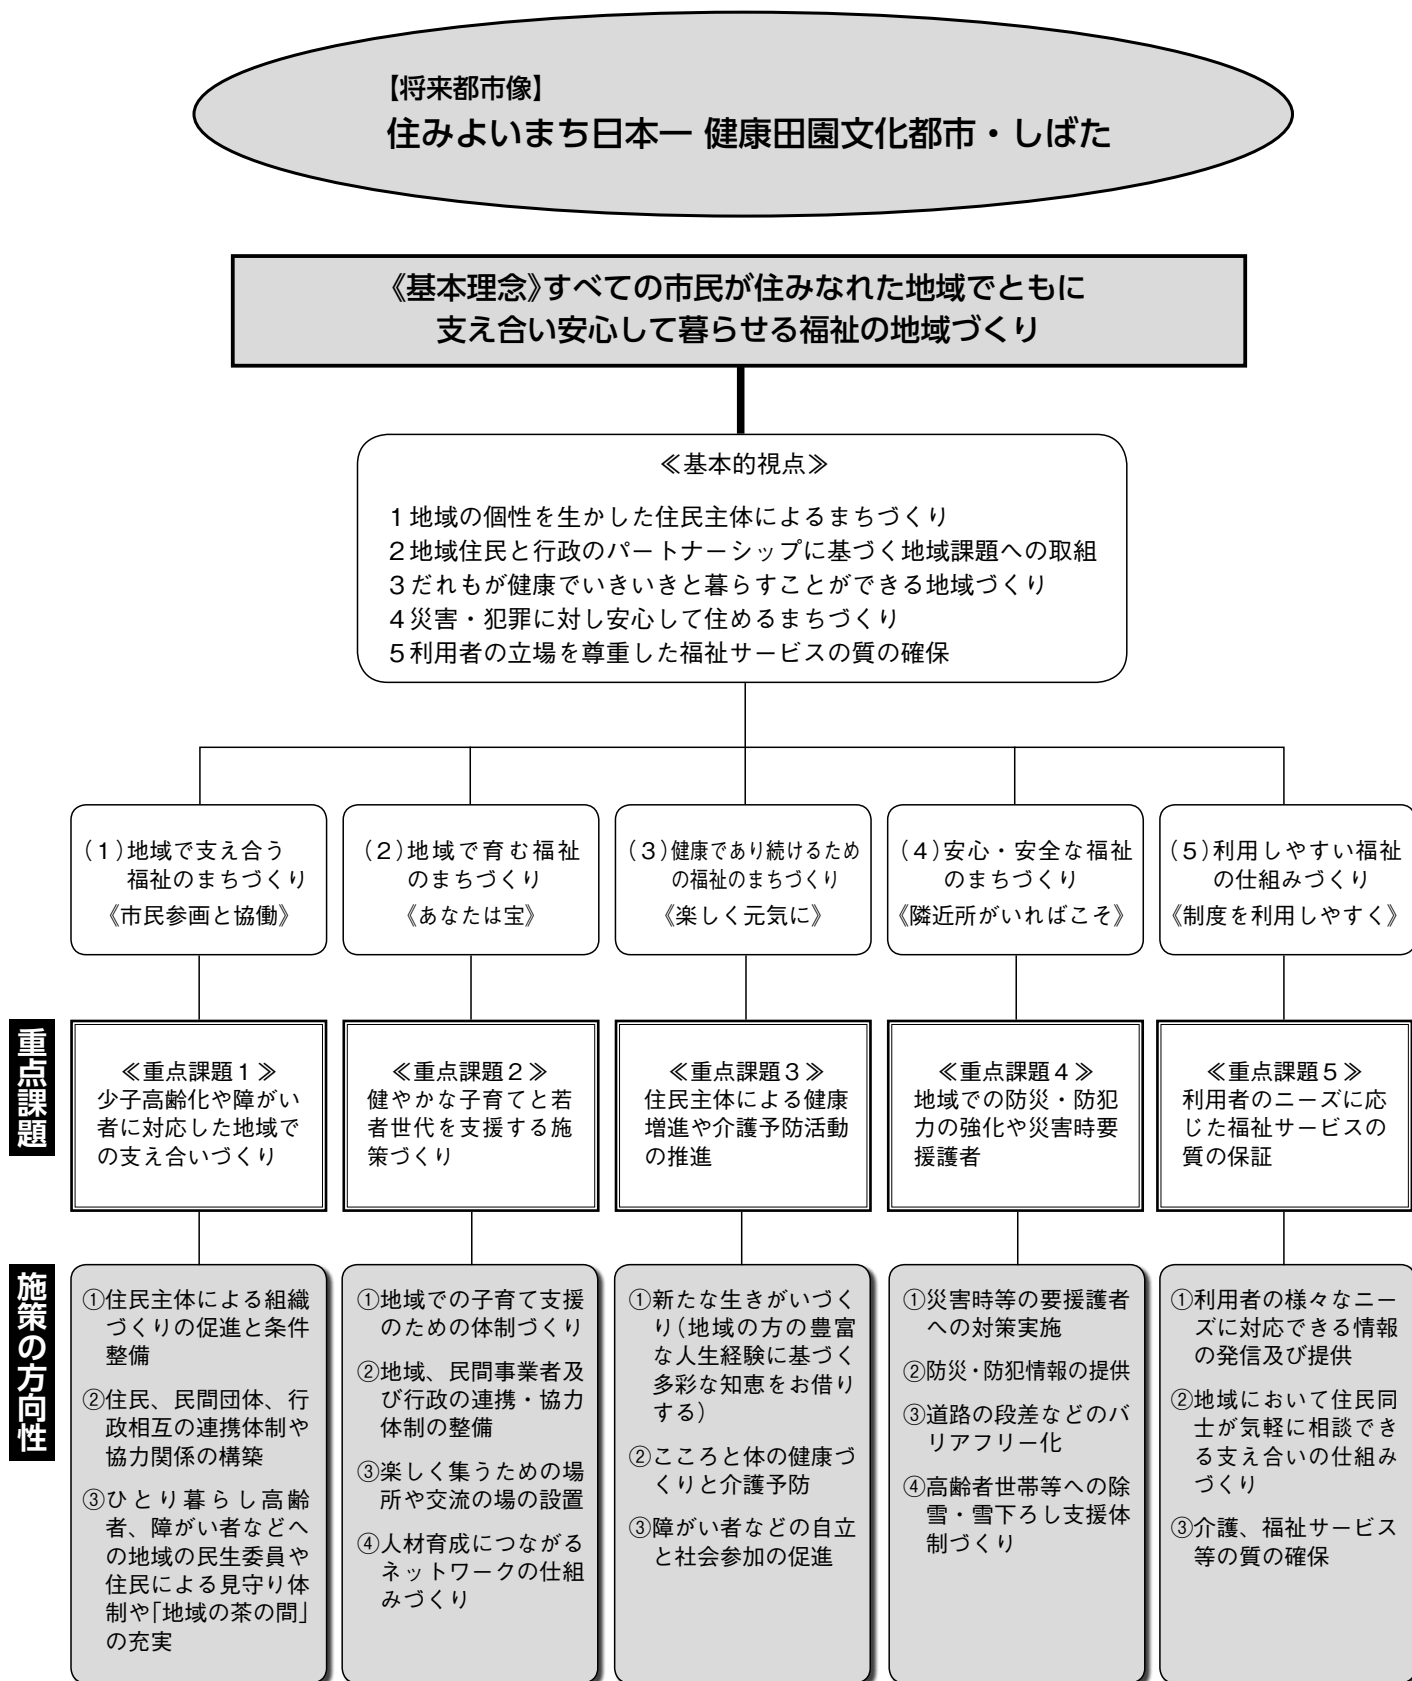 【将来都市像】
住みよいまち日本一 健康田園文化都市・しばた
《基本理念》すべての市民が住みなれた地域でともに
支え合い安心して暮らせる福祉の地域づくり
≪基本的視点≫
１地域の個性を生かした住民主体によるまちづくり
２地域住民と行政のパートナーシップに基づく地域課題への取組
３だれもが健康でいきいきと暮らすことができる地域づくり
４災害・犯罪に対し安心して住めるまちづくり
５利用者の立場を尊重した福祉サービスの質の確保
（１）地域で支え合う
福祉のまちづくり
《市民参画と協働》
（２）地域で育む福祉
のまちづくり
《あなたは宝》
（３）健康であり続けるため
の福祉のまちづくり
《楽しく元気に》
（４）安心・安全な福祉
のまちづくり
《隣近所がいればこそ》
（５）利用しやすい福祉
の仕組みづくり
《制度を利用しやすく》
重点課題
≪重点課題１≫
少子高齢化や障がい
者に対応した地域で
の支え合いづくり
≪重点課題２≫
健やかな子育てと若
者世代を支援する施
策づくり
≪重点課題３≫
住民主体による健康
増進や介護予防活動
の推進
≪重点課題４≫
地域での防災・防犯
力の強化や災害時要
援護者
≪重点課題５≫
利用者のニーズに応
じた福祉サービスの
質の保証
施策の方向性
①住民主体による組織
づくりの促進と条件
整備
②住民、民間団体、行
政相互の連携体制や
協力関係の構築
③ひとり暮らし高齢
者、障がい者などへ
の地域の民生委員や
住民による見守り体
制や｢地域の茶の間｣
の充実
①地域での子育て支援
のための体制づくり
②地域、民間事業者及
び行政の連携・協力
体制の整備
③楽しく集うための場
所や交流の場の設置
④人材育成につながる
ネットワークの仕組
みづくり
①新たな生きがいづく
り（地域の方の豊富
な人生経験に基づく
多彩な知恵をお借り
する）
②こころと体の健康づ
くりと介護予防
③障がい者などの自立
と社会参加の促進
①災害時等の要援護者
への対策実施
②防災・防犯情報の提供
③道路の段差などのバ
リアフリー化
④高齢者世帯等への除
雪・雪下ろし支援体
制づくり
①利用者の様々なニー
ズに対応できる情報
の発信及び提供
②地域において住民同
士が気軽に相談でき
る支え合いの仕組み
づくり
③介護、福祉サービス
等の質の確保